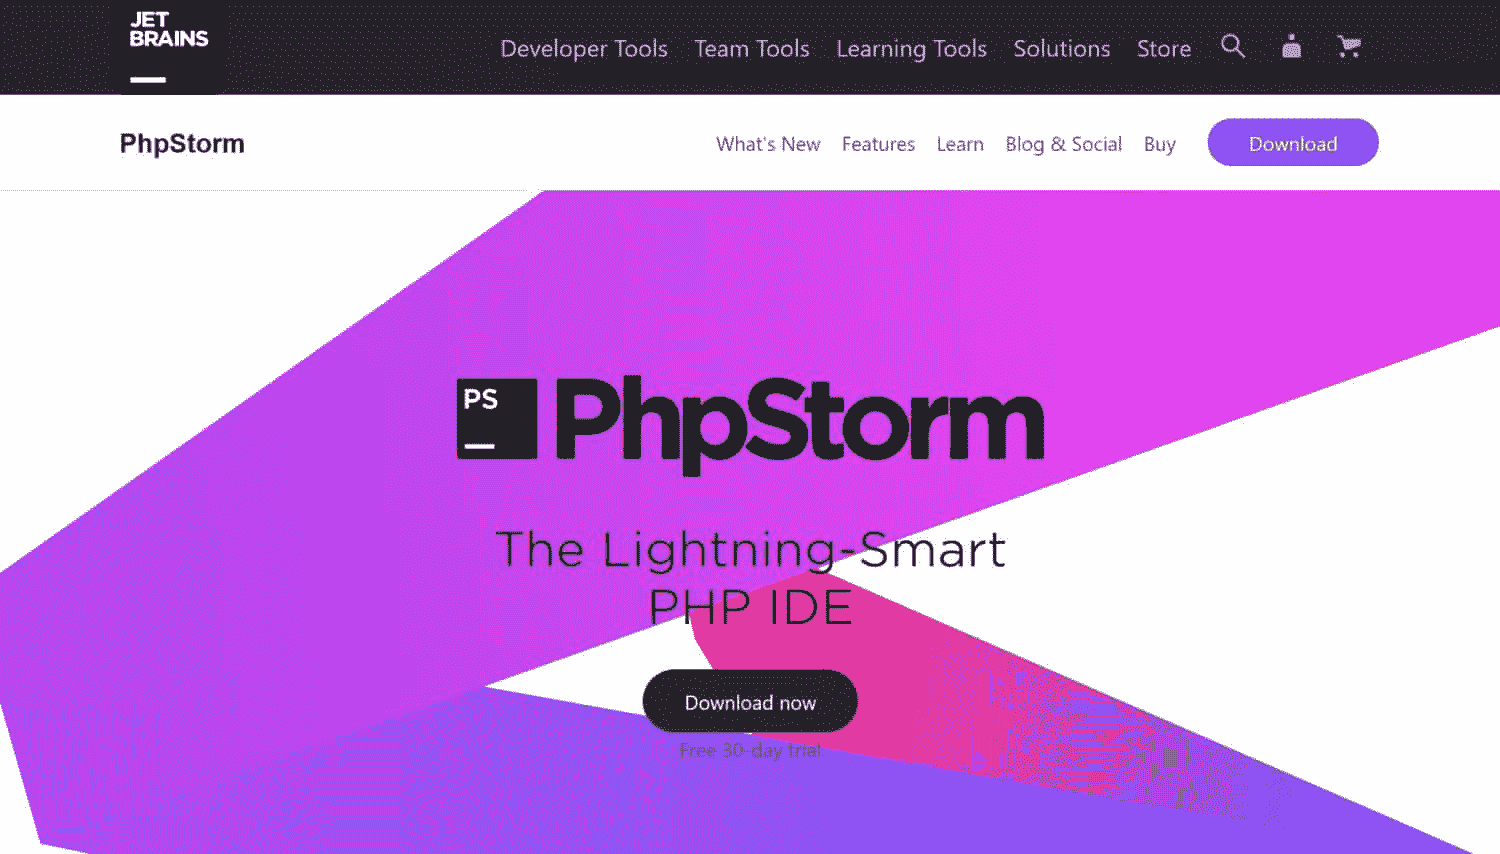 JET
BRAINS
Developer Tools Team Tools Learning Tools Solutions Store
PhpStorm
What's New Features Learn Blog & Social Buy Download
PS
PhpStorm
The Lightning-Smart
PHP IDE
Download now
Free 30-day trial